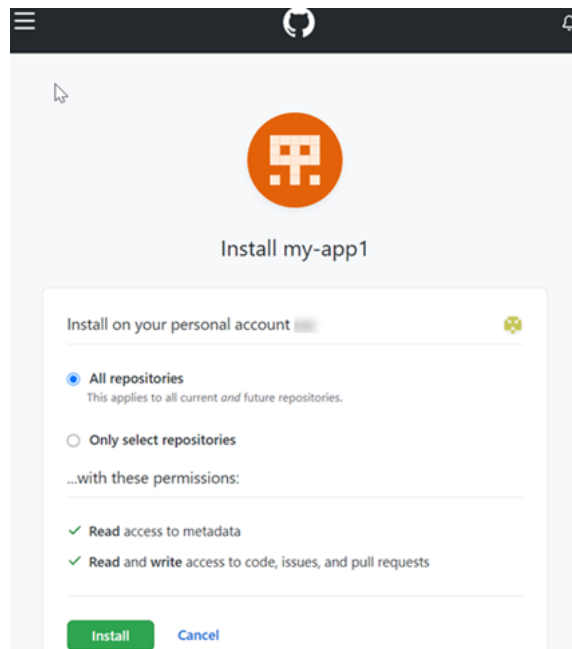 Install my-app1
Install on your personal account
All repositories
This applies to all current and future repositories.
Only select repositories
...with these permissions:
Read access to metadata
Read and write access to code, issues, and pull requests
Install Cancel